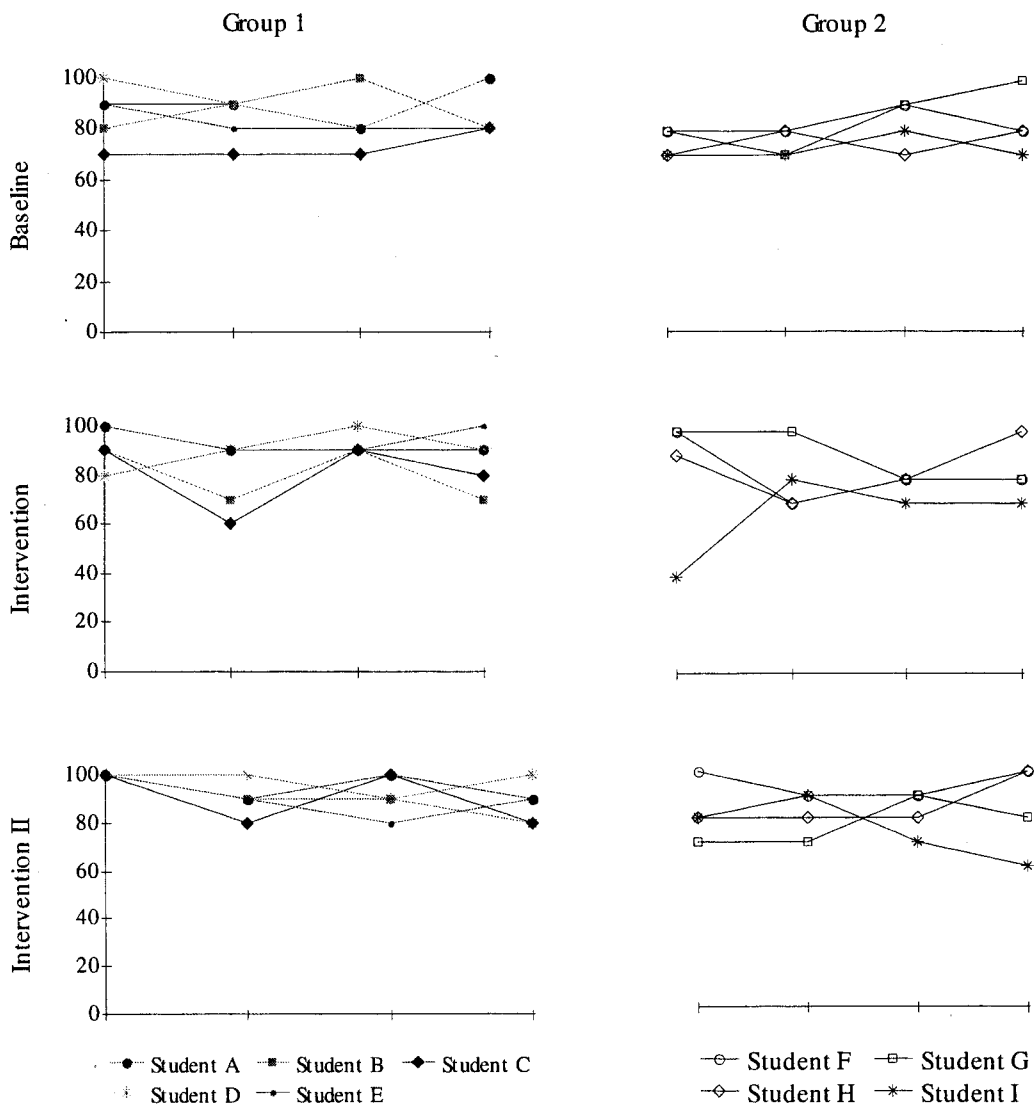 Group 1 Group 2
Baseline
100
80
60
40
20
0
Intervention
100
80
60
40
20
0
Intervention II
100
80
60
40
20
0
Student A Student B Student C
Student D Student E
Student F Student G
Student H Student I